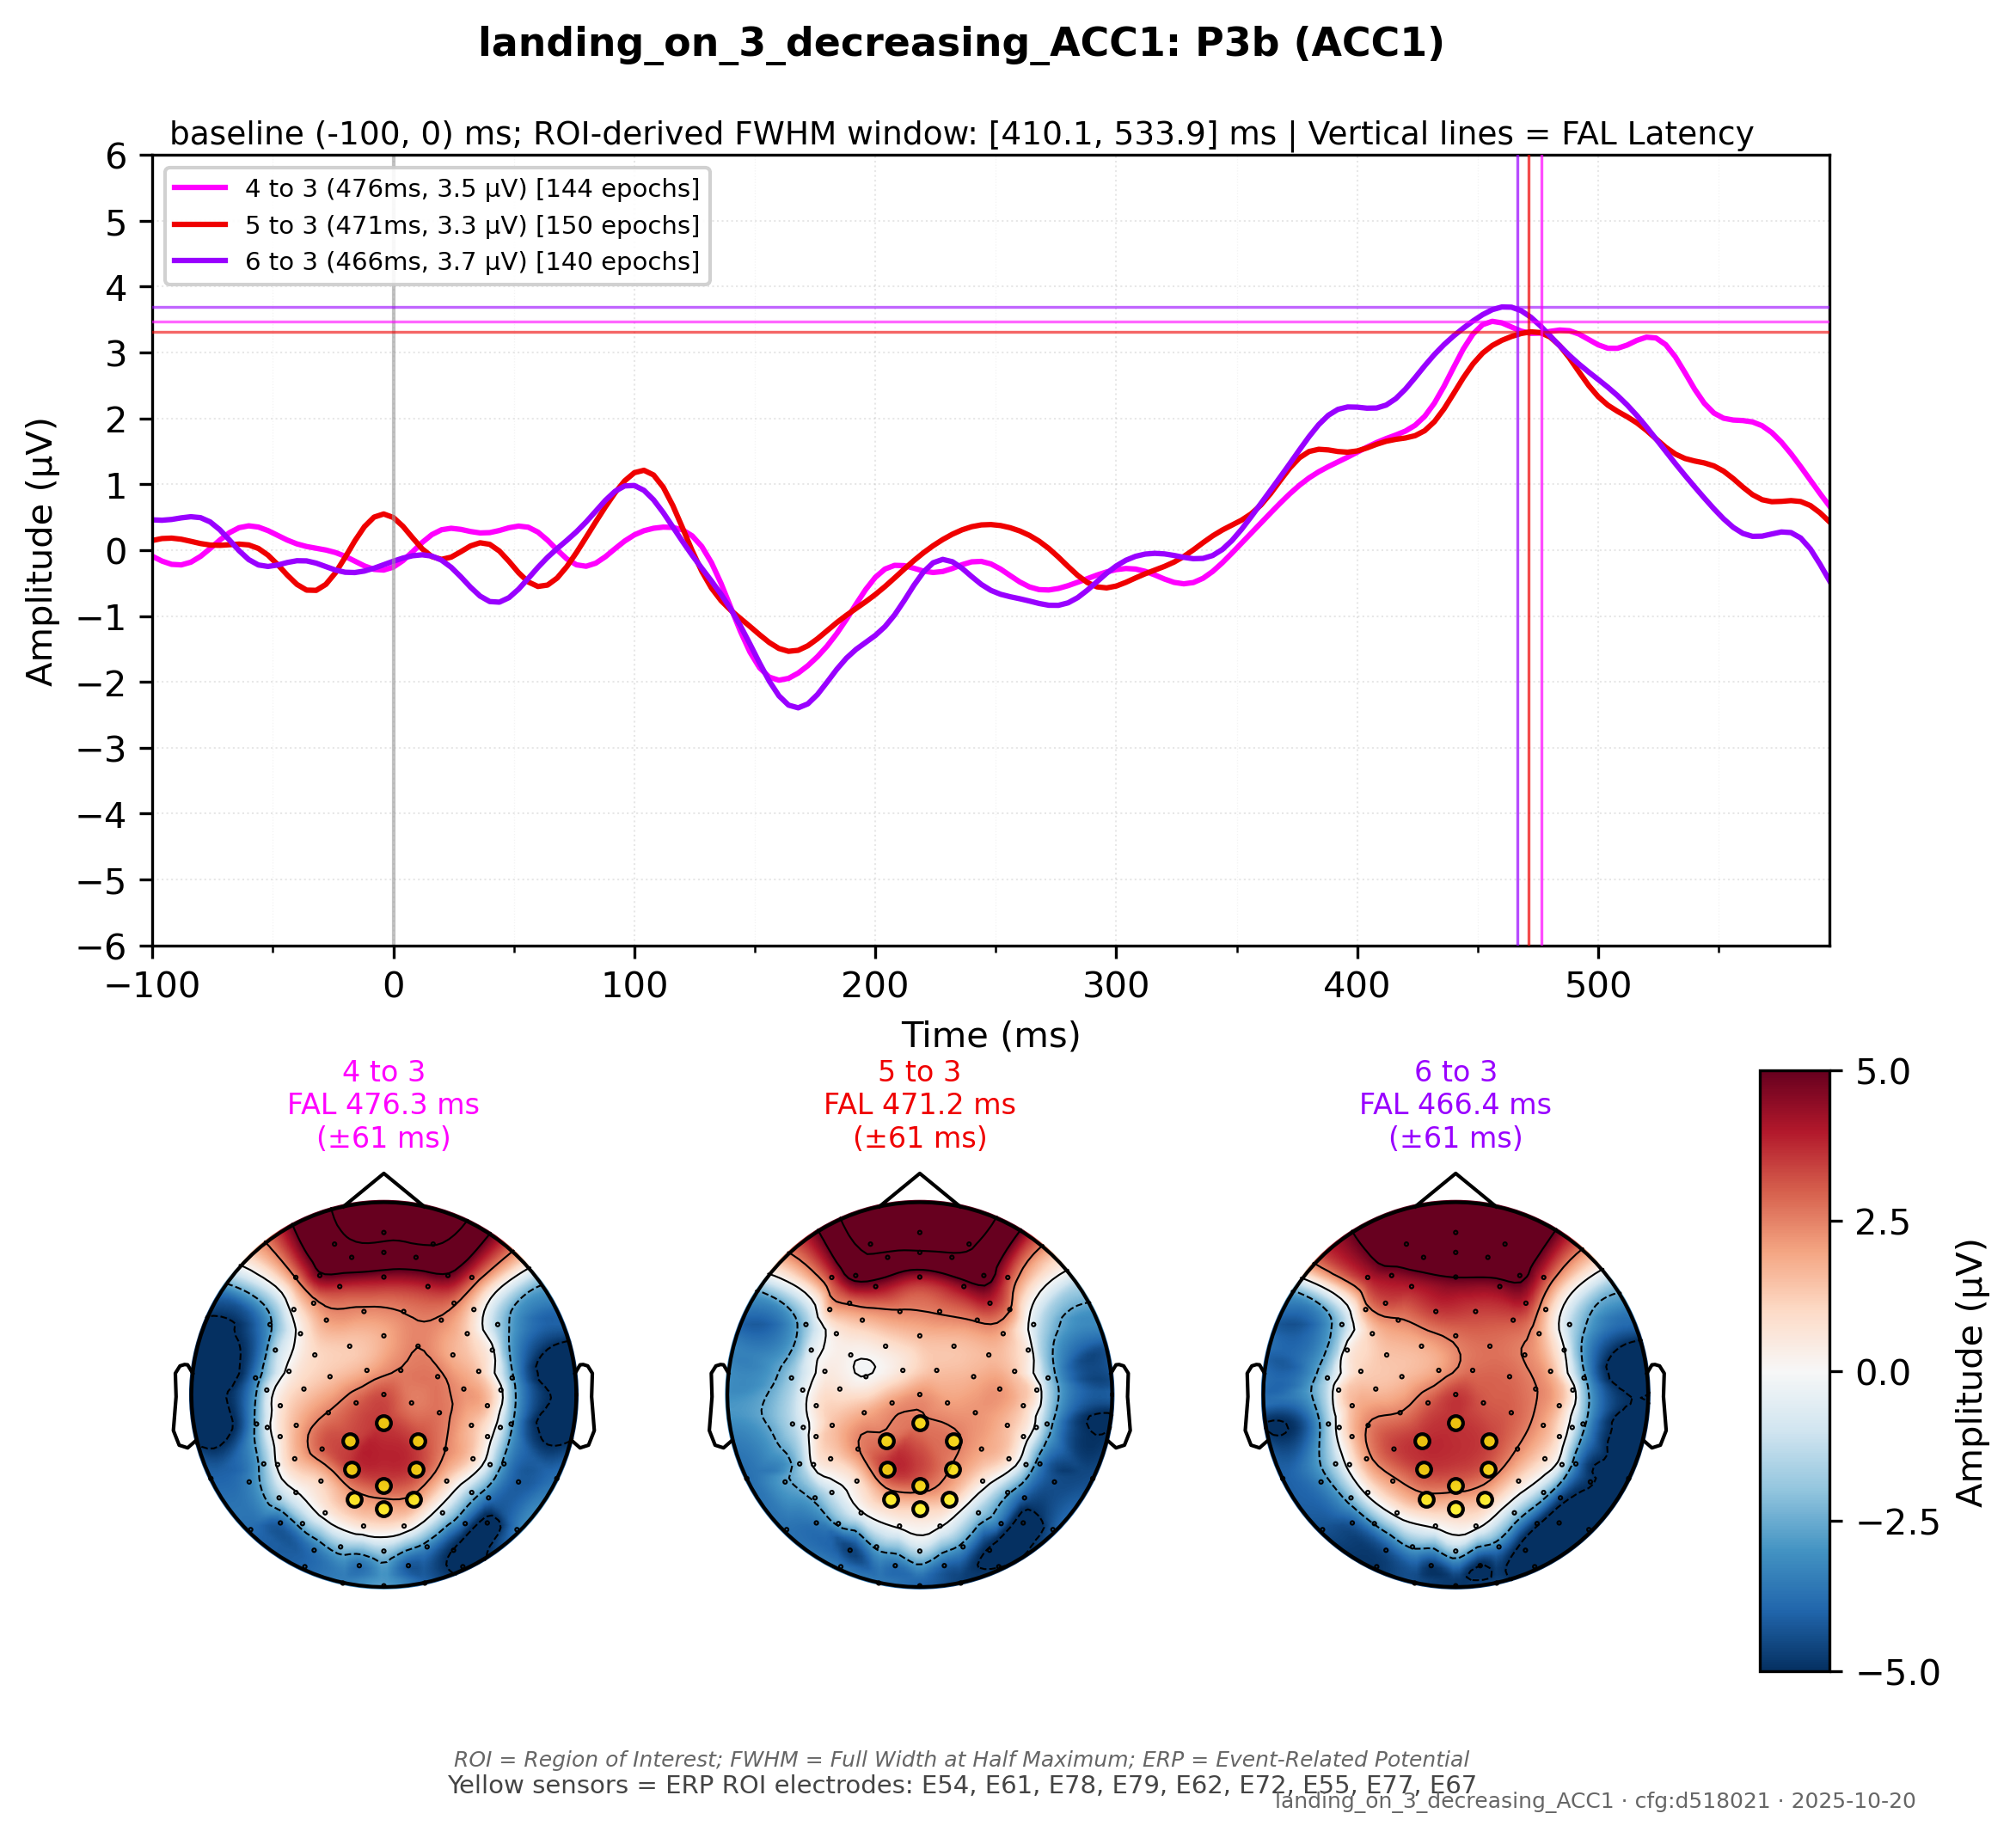 landing_on_3_decreasing_ACC1: P3b (ACC1)
baseline (-100, 0) ms; ROI-derived FWHM window: [410.1, 533.9] ms | Vertical lines = FAL Latency
4 to 3 (476ms, 3.5 µV) [144 epochs]
5 to 3 (471ms, 3.3 µV) [150 epochs]
6 to 3 (466ms, 3.7 µV) [140 epochs]
Amplitude (µV)
6
5
4
3
2
1
0
−1
−2
−3
−4
−5
−6
−100 0 100 200 300 400 500
Time (ms)
4 to 3
FAL 476.3 ms
(±61 ms)
5 to 3
FAL 471.2 ms
(±61 ms)
6 to 3
FAL 466.4 ms
(±61 ms)
5.0
2.5
0.0
−2.5
−5.0
Amplitude (µV)
ROI = Region of Interest; FWHM = Full Width at Half Maximum; ERP = Event-Related Potential
Yellow sensors = ERP ROI electrodes: E54, E61, E78, E79, E62, E72, E55, E77, E67
landing_on_3_decreasing_ACC1 · cfg:d518021 · 2025-10-20